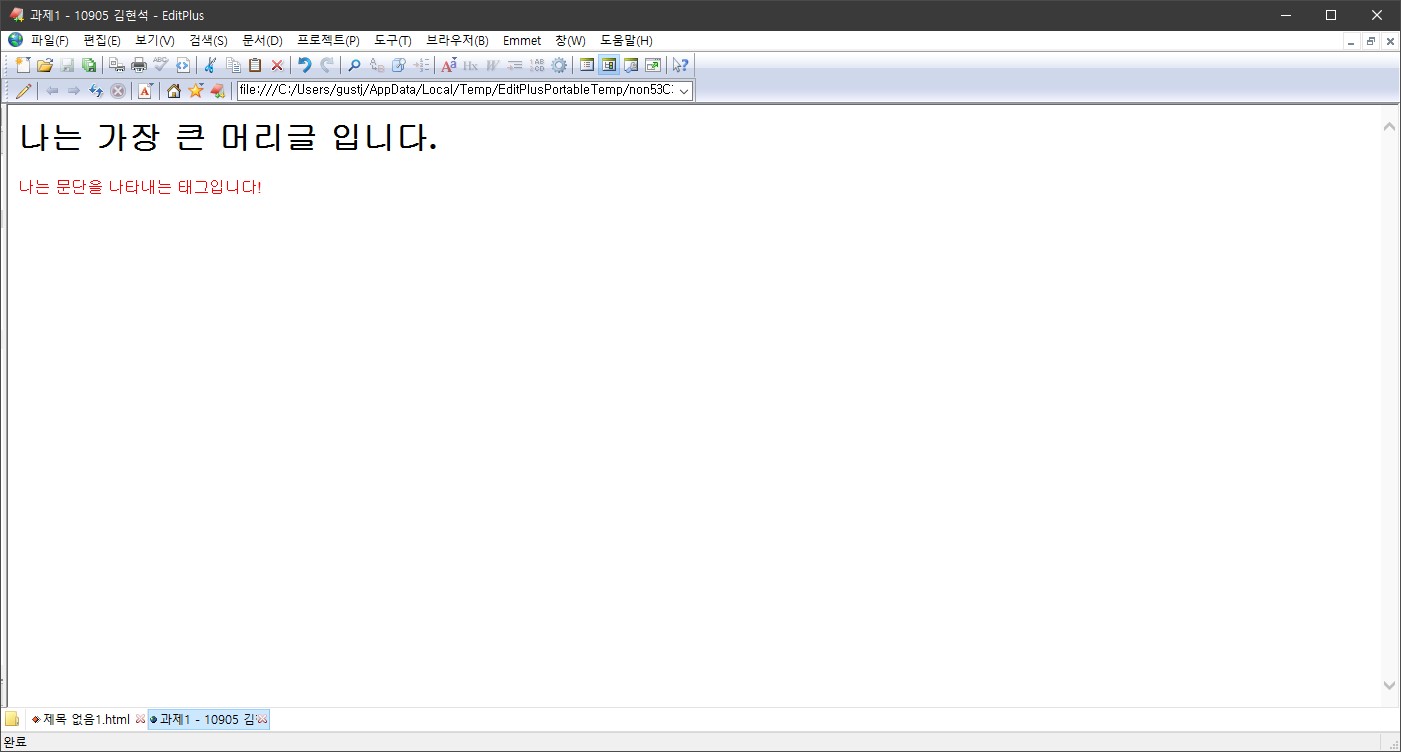 과제1 - 10905 김현석 - EditPlus
파일(F) 편집(E) 보기(V) 검색(S) 문서(D) 프로젝트(P) 도구(T) 브라우저(B) Emmet 창(W) 도움말(H)
file:///C:/Users/gustj/AppData/Local/Temp/EditPlusPortableTemp/non53C
나는 가장 큰 머리글 입니다.
나는 문단을 나타내는 태그입니다!
제목 없음1.html 과제1 - 10905 김
완료